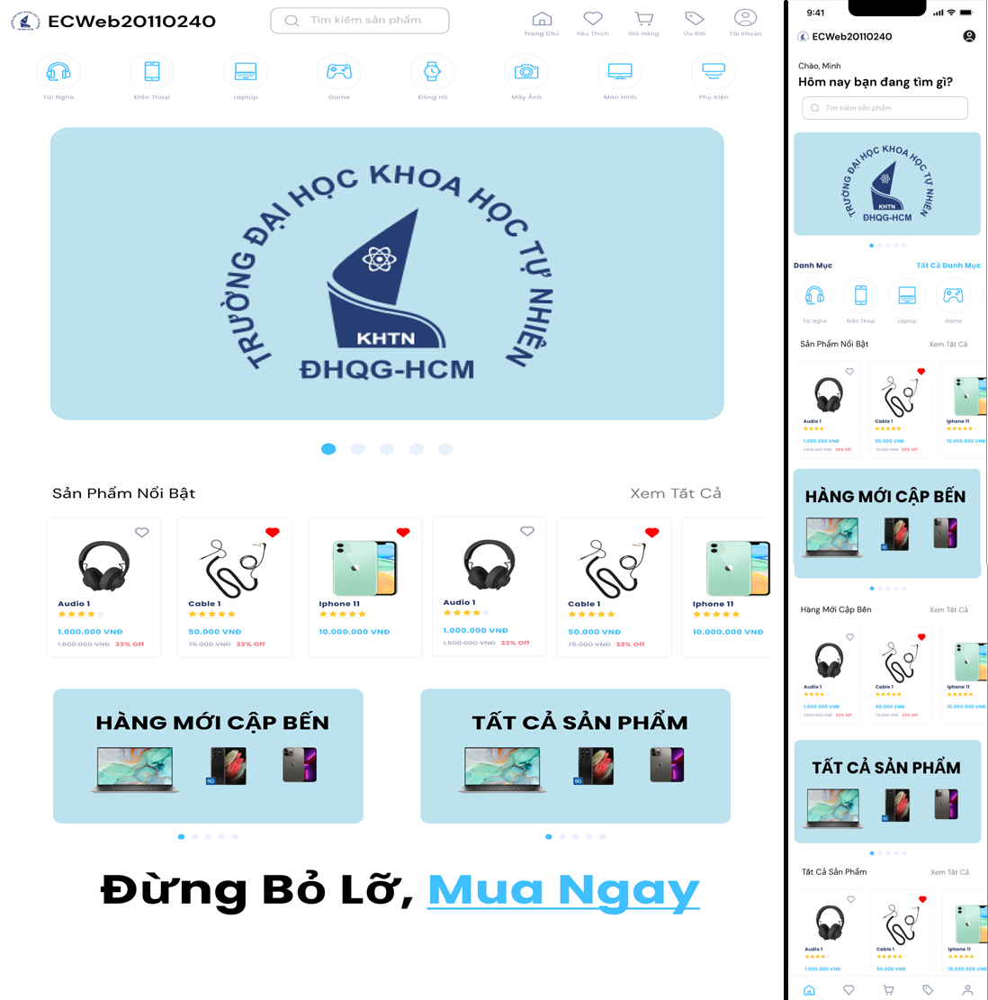 ECWeb20110240
Tìm kiếm sản phẩm
Trang Chủ
Yêu Thích
Giỏ Hàng
Ưu Đãi
Tài Khoản
Tai Nghe
Điện Thoại
Laptop
Game
Đồng Hồ
Máy Ảnh
Màn Hình
Phụ Kiện
TRƯỜNG ĐẠI HỌC KHOA HỌC TỰ NHIÊN
KHTN
ĐHQG-HCM
Sản Phẩm Nổi Bật
Xem Tất Cả
Audio 1
1.000.000 VNĐ
1.500.000 VNĐ 33% Off
Cable 1
50.000 VNĐ
75.000 VNĐ 33% Off
Iphone 11
10.000.000 VNĐ
Audio 1
1.000.000 VNĐ
1.500.000 VNĐ 33% Off
Cable 1
50.000 VNĐ
75.000 VNĐ 33% Off
Iphone 11
10.000.000 VNĐ
HÀNG MỚI CẬP BẾN
5G
TẤT CẢ SẢN PHẨM
5G
Đừng Bỏ Lỡ, Mua Ngay
9:41
ECWeb20110240
Chào, Minh
Hôm nay bạn đang tìm gì?
Tìm kiếm sản phẩm
TRƯỜNG ĐẠI HỌC KHOA HỌC TỰ NHIÊN
KHTN
ĐHQG-HCM
Danh Mục
Tất Cả Danh Mục
Tai Nghe
Điện Thoại
Laptop
Game
Sản Phẩm Nổi Bật
Xem Tất Cả
Audio 1
1.000.000 VNĐ
1.500.000 VNĐ 33% Off
Cable 1
50.000 VNĐ
75.000 VNĐ 33% Off
Iphone 11
10.000.000 VNĐ
HÀNG MỚI CẬP BẾN
5G
Hàng Mới Cập Bến
Xem Tất Cả
Audio 1
1.000.000 VNĐ
1.500.000 VNĐ 33% Off
Cable 1
50.000 VNĐ
75.000 VNĐ 33% Off
Iphone 11
10.000.000 VNĐ
TẤT CẢ SẢN PHẨM
5G
Tất Cả Sản Phẩm
Xem Tất Cả
Audio 1
1.000.000 VNĐ
Cable 1
50.000 VNĐ
Iphone 11
10.000.000 VNĐ